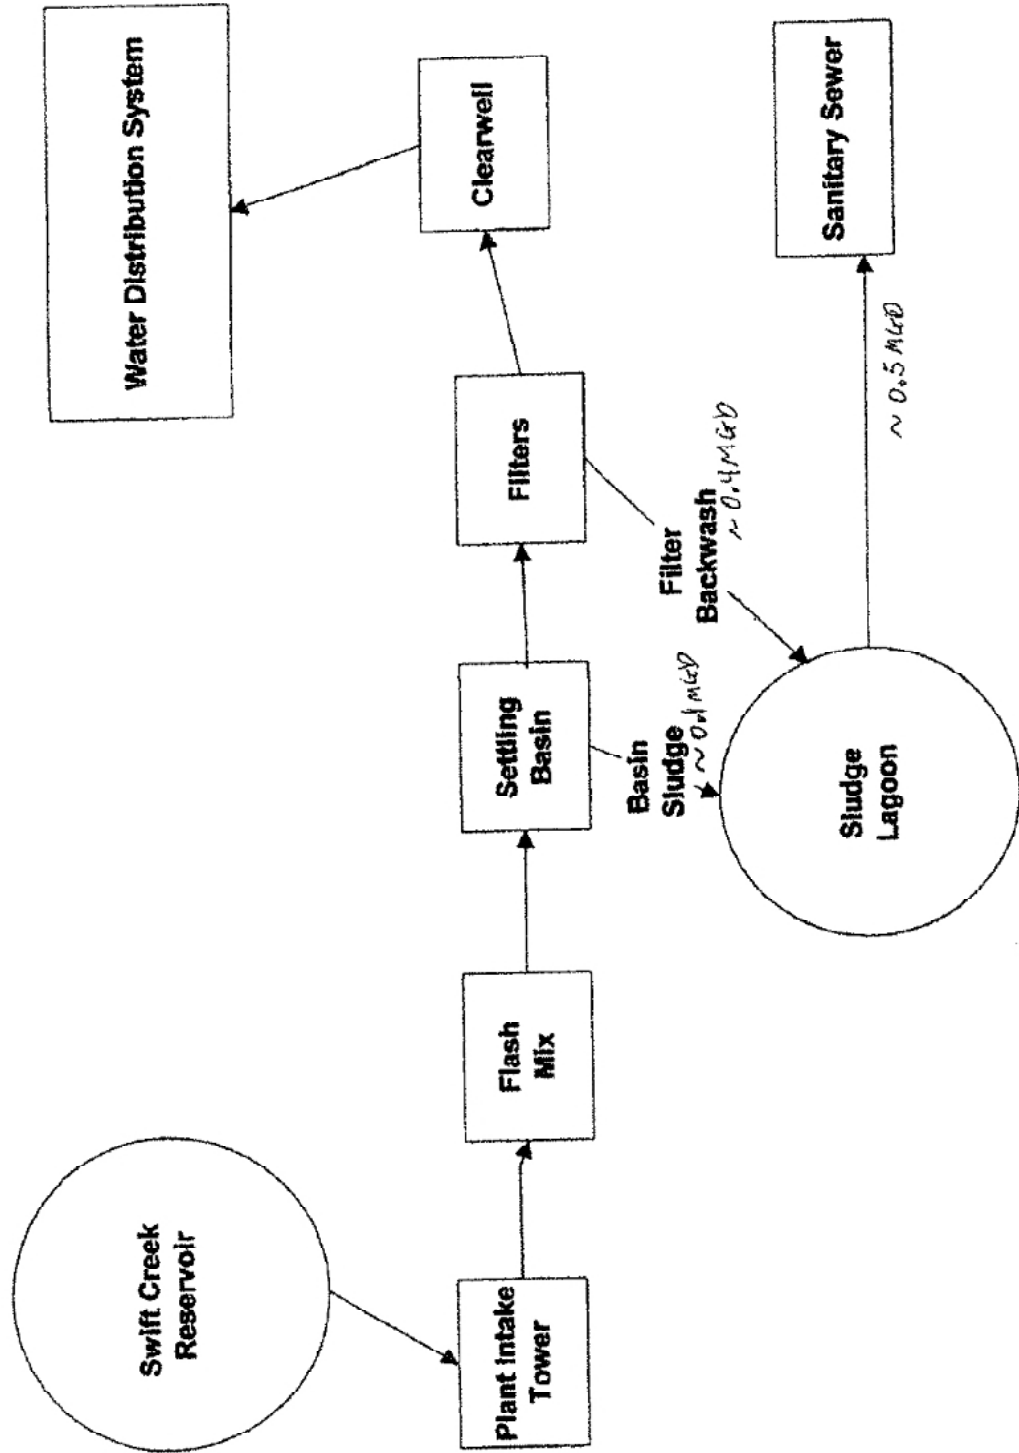 Swift Creek
Reservoir
Plant Intake
Tower
Flash
Mix
Settling
Basin
Filters
Clearwell
Water Distribution System
Basin
Sludge
~ 0.1 MGD
Filter
Backwash
~ 0.4 MGD
Sludge
Lagoon
~ 0.5 MGD
Sanitary Sewer